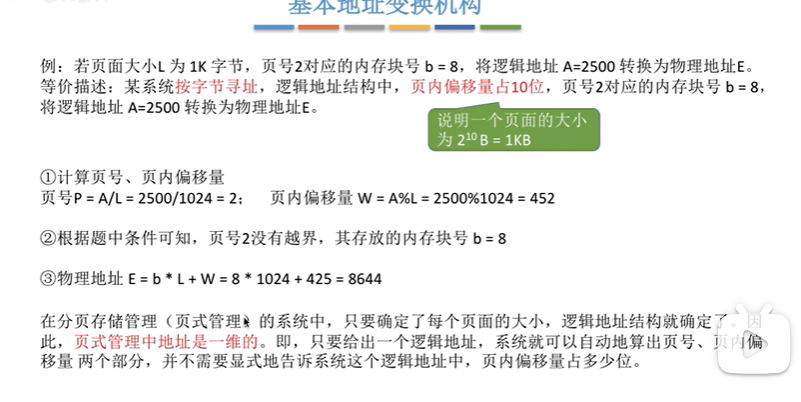 基本地址变换机构
例：若页面大小L 为 1K 字节，页号2对应的内存块号 b = 8，将逻辑地址 A=2500 转换为物理地址E。
等价描述：某系统按字节寻址，逻辑地址结构中，页内偏移量占10位，页号2对应的内存块号 b = 8，
将逻辑地址 A=2500 转换为物理地址E。
说明一个页面的大小
为 2¹⁰ B = 1KB
①计算页号、页内偏移量
页号P = A/L = 2500/1024 = 2； 页内偏移量 W = A%L = 2500%1024 = 452
②根据题中条件可知，页号2没有越界，其存放的内存块号 b = 8
③物理地址 E = b * L + W = 8 * 1024 + 425 = 8644
在分页存储管理（页式管理）的系统中，只要确定了每个页面的大小，逻辑地址结构就确定了。因
此，页式管理中地址是一维的。即，只要给出一个逻辑地址，系统就可以自动地算出页号、页内偏
移量 两个部分，并不需要显式地告诉系统这个逻辑地址中，页内偏移量占多少位。